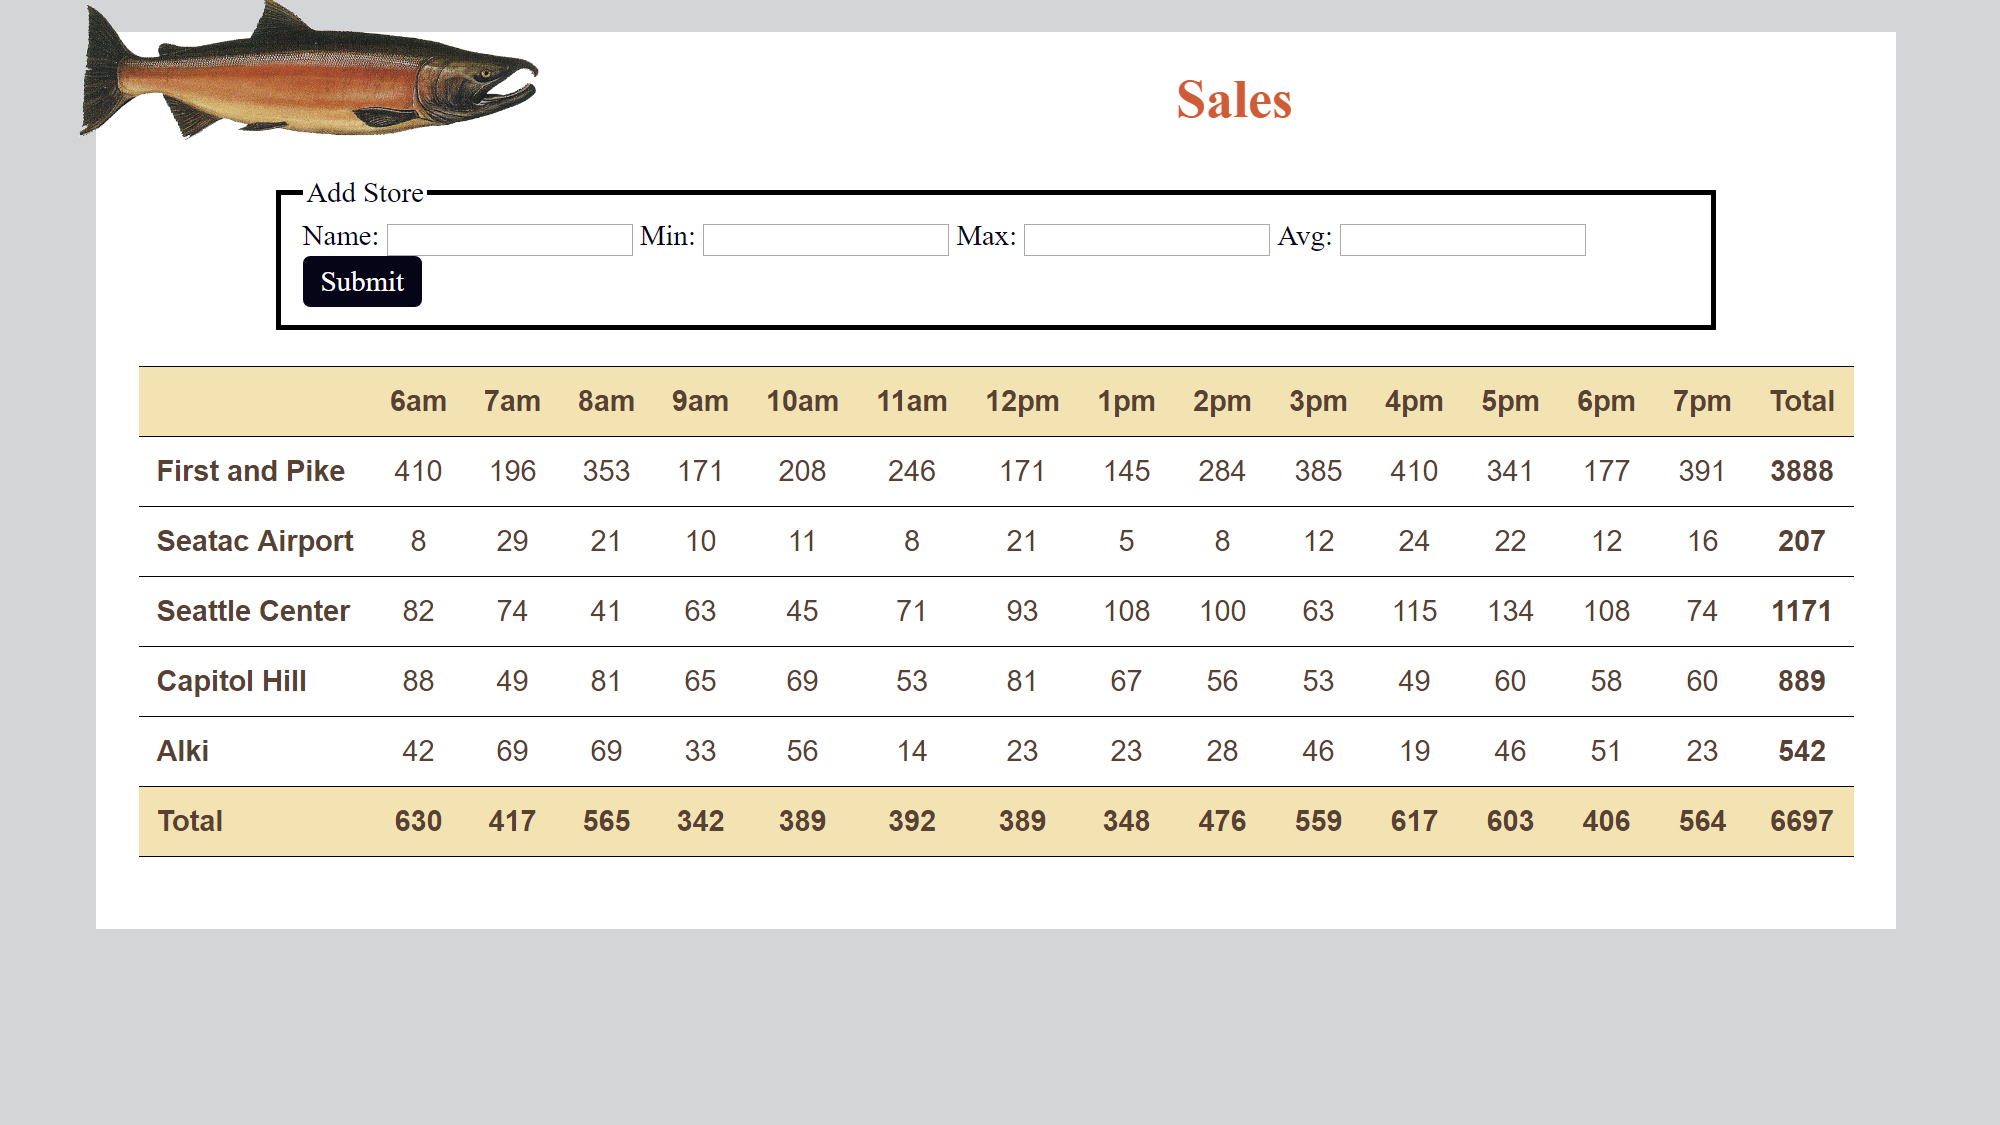 Sales
Add Store
Name: Min: Max: Avg:
Submit
6am 7am 8am 9am 10am 11am 12pm 1pm 2pm 3pm 4pm 5pm 6pm 7pm Total
First and Pike 410 196 353 171 208 246 171 145 284 385 410 341 177 391 3888
Seatac Airport 8 29 21 10 11 8 21 5 8 12 24 22 12 16 207
Seattle Center 82 74 41 63 45 71 93 108 100 63 115 134 108 74 1171
Capitol Hill 88 49 81 65 69 53 81 67 56 53 49 60 58 60 889
Alki 42 69 69 33 56 14 23 23 28 46 19 46 51 23 542
Total 630 417 565 342 389 392 389 348 476 559 617 603 406 564 6697